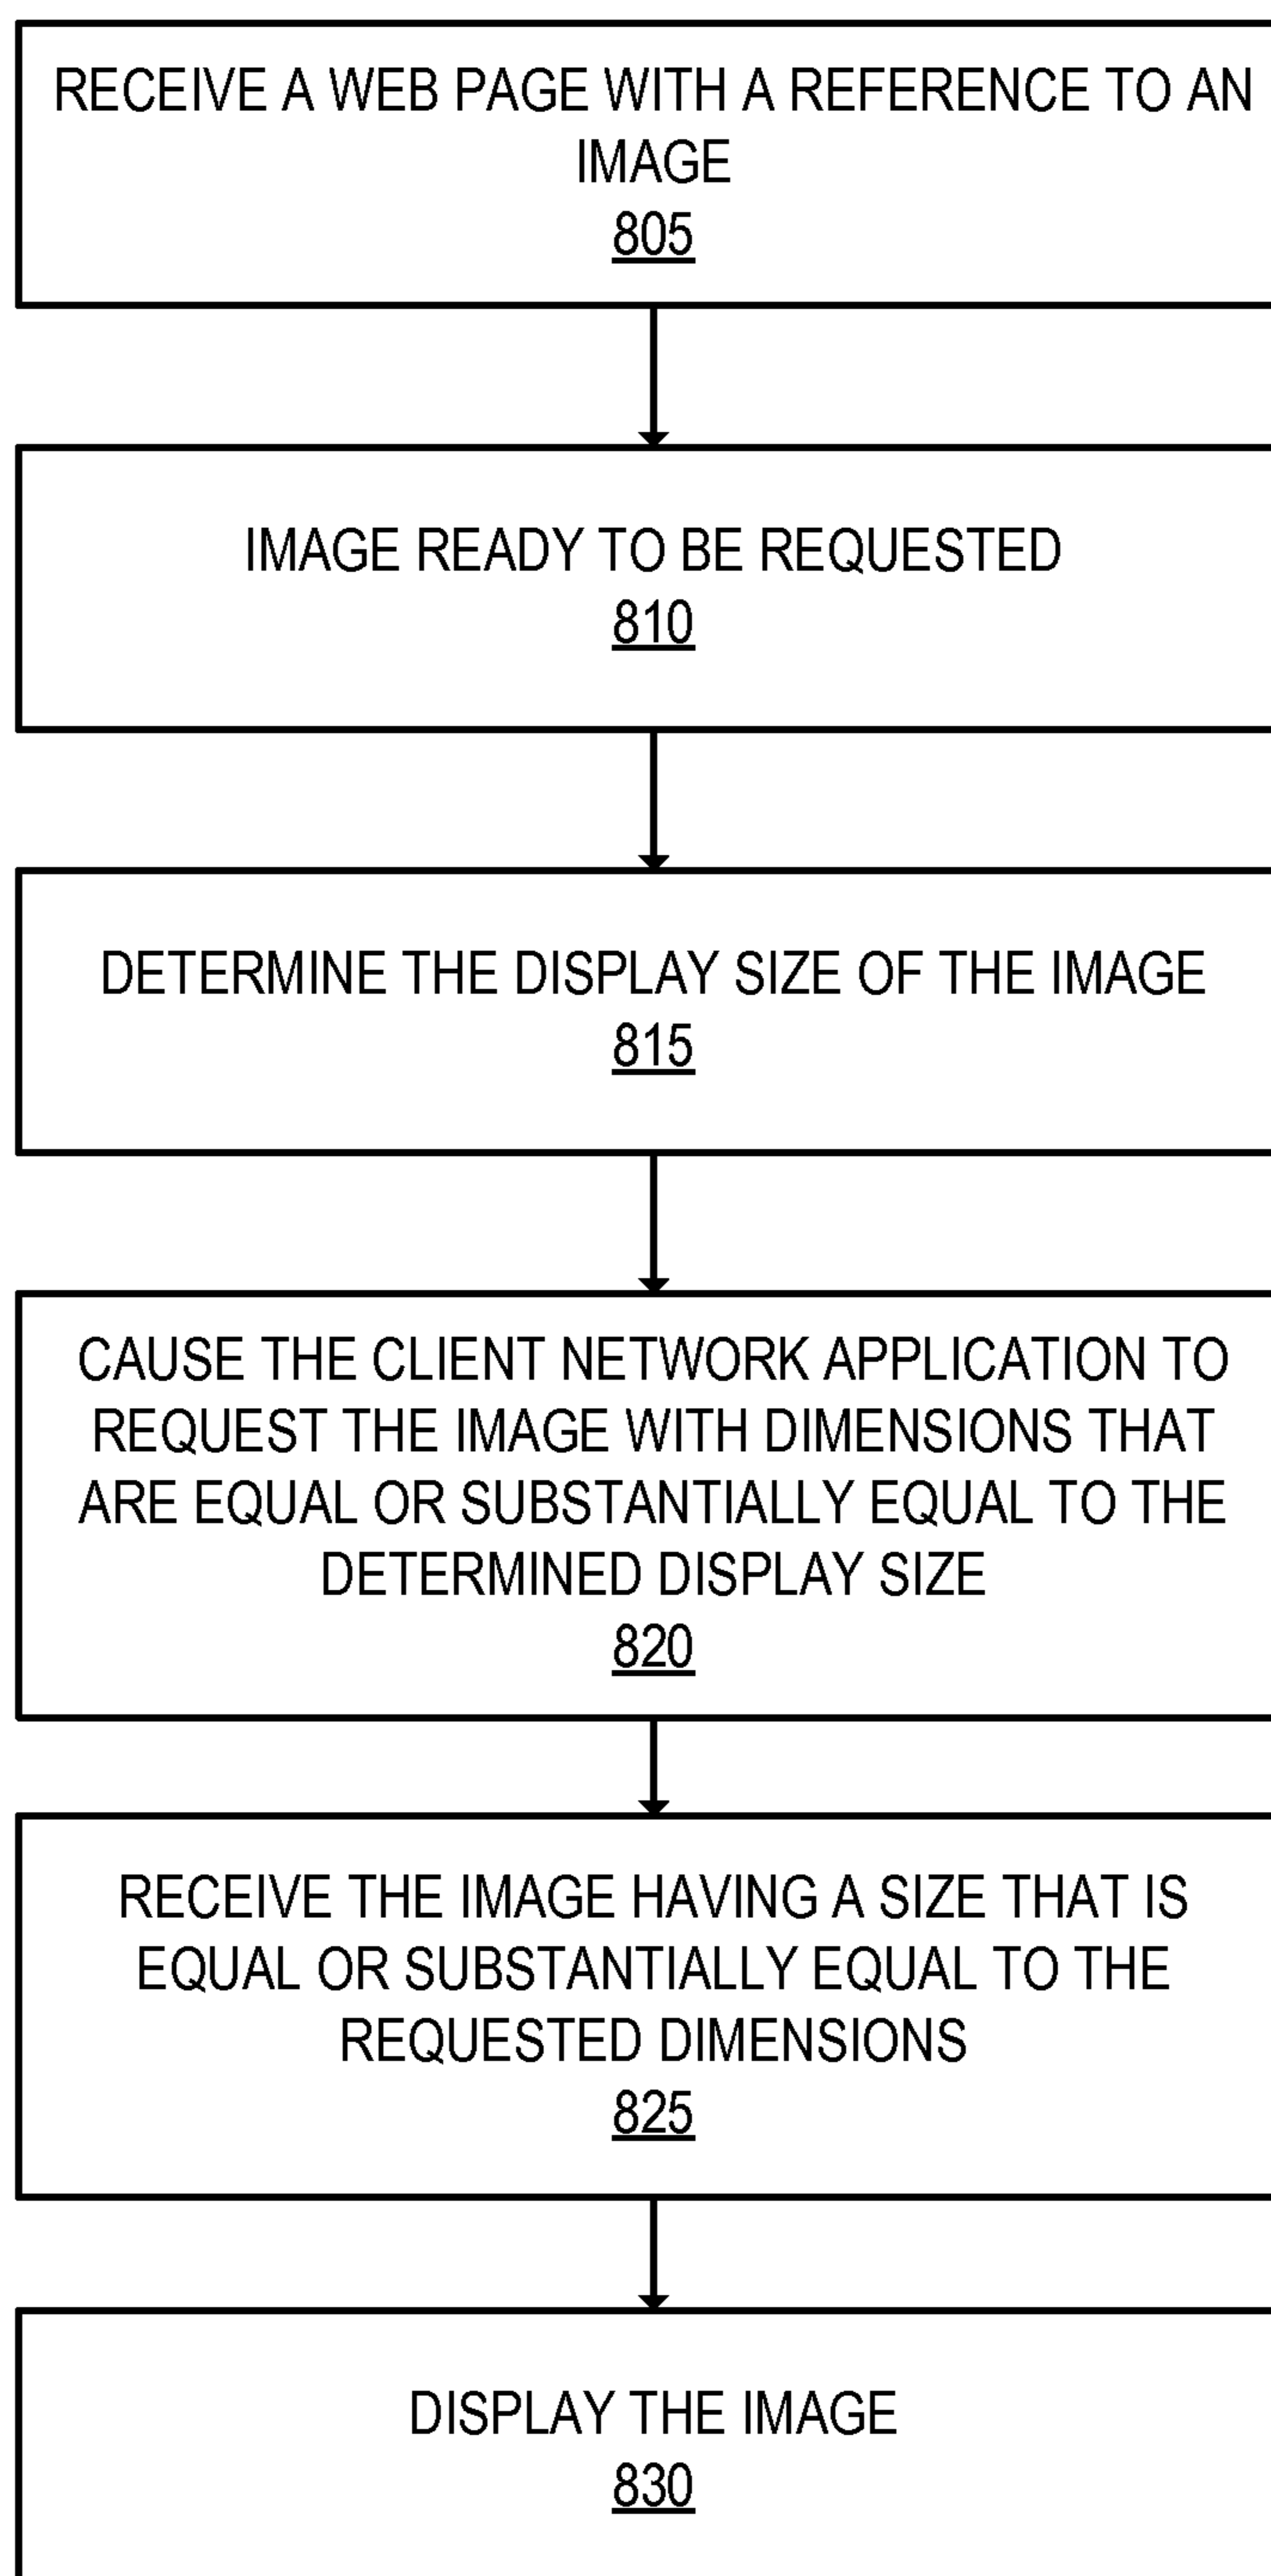 RECEIVE A WEB PAGE WITH A REFERENCE TO AN
IMAGE
805
IMAGE READY TO BE REQUESTED
810
DETERMINE THE DISPLAY SIZE OF THE IMAGE
815
CAUSE THE CLIENT NETWORK APPLICATION TO
REQUEST THE IMAGE WITH DIMENSIONS THAT
ARE EQUAL OR SUBSTANTIALLY EQUAL TO THE
DETERMINED DISPLAY SIZE
820
RECEIVE THE IMAGE HAVING A SIZE THAT IS
EQUAL OR SUBSTANTIALLY EQUAL TO THE
REQUESTED DIMENSIONS
825
DISPLAY THE IMAGE
830